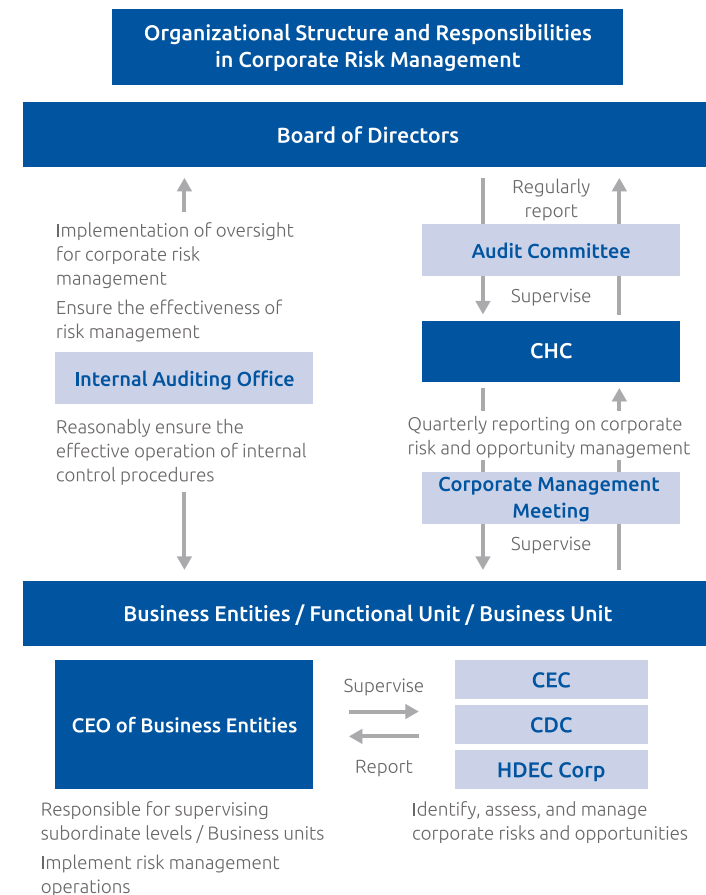 Organizational Structure and Responsibilities
in Corporate Risk Management
Board of Directors
Implementation of oversight
for corporate risk
management
Ensure the effectiveness of
risk management
Internal Auditing Office
Reasonably ensure the
effective operation of internal
control procedures
Regularly
report
Audit Committee
Supervise
CHC
Quarterly reporting on corporate
risk and opportunity management
Corporate Management
Meeting
Supervise
Business Entities / Functional Unit / Business Unit
CEO of Business Entities
Supervise
Report
CEC
CDC
HDEC Corp
Responsible for supervising
subordinate levels / Business units
Implement risk management
operations
Identify, assess, and manage
corporate risks and opportunities